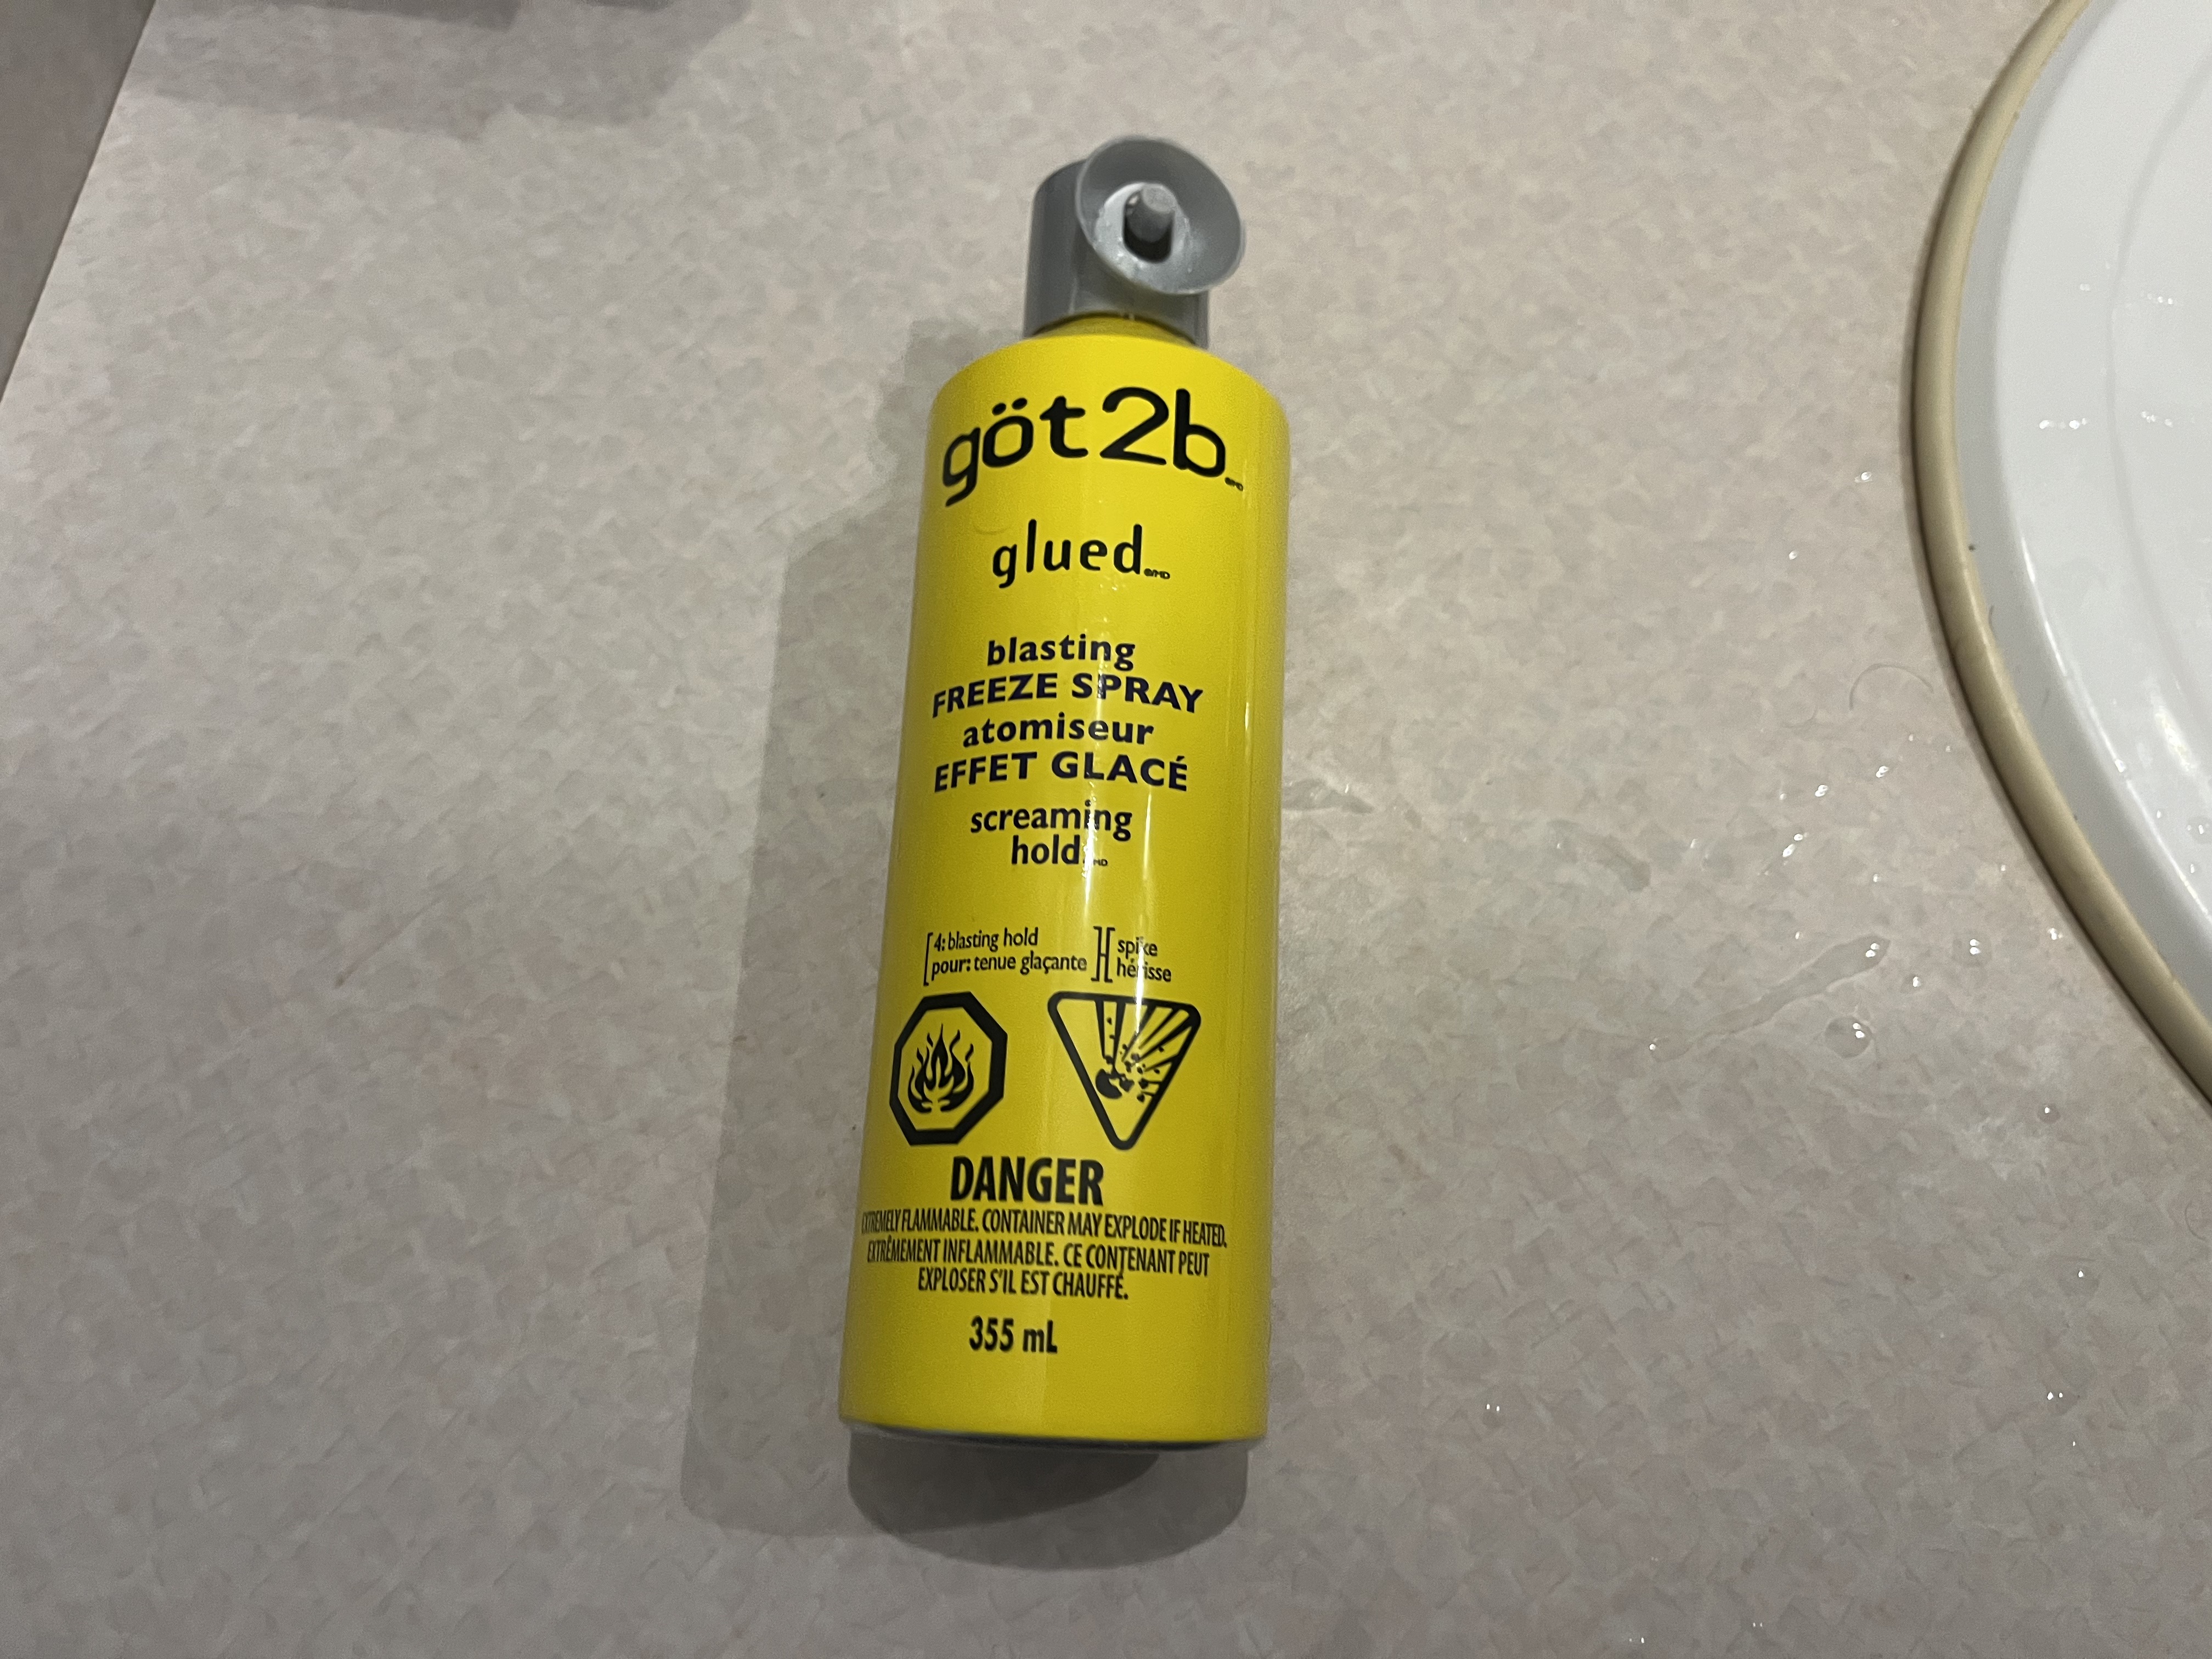 göt2b
glued
blasting
FREEZE SPRAY
atomiseur
EFFET GLACÉ
screaming
hold
4: blasting hold
pour: tenue glaçante
spike
hérisse
DANGER
EXTREMELY FLAMMABLE. CONTAINER MAY EXPLODE IF HEATED.
EXTRÊMEMENT INFLAMMABLE. CE CONTENANT PEUT
EXPLOSER S'IL EST CHAUFFÉ.
355 mL